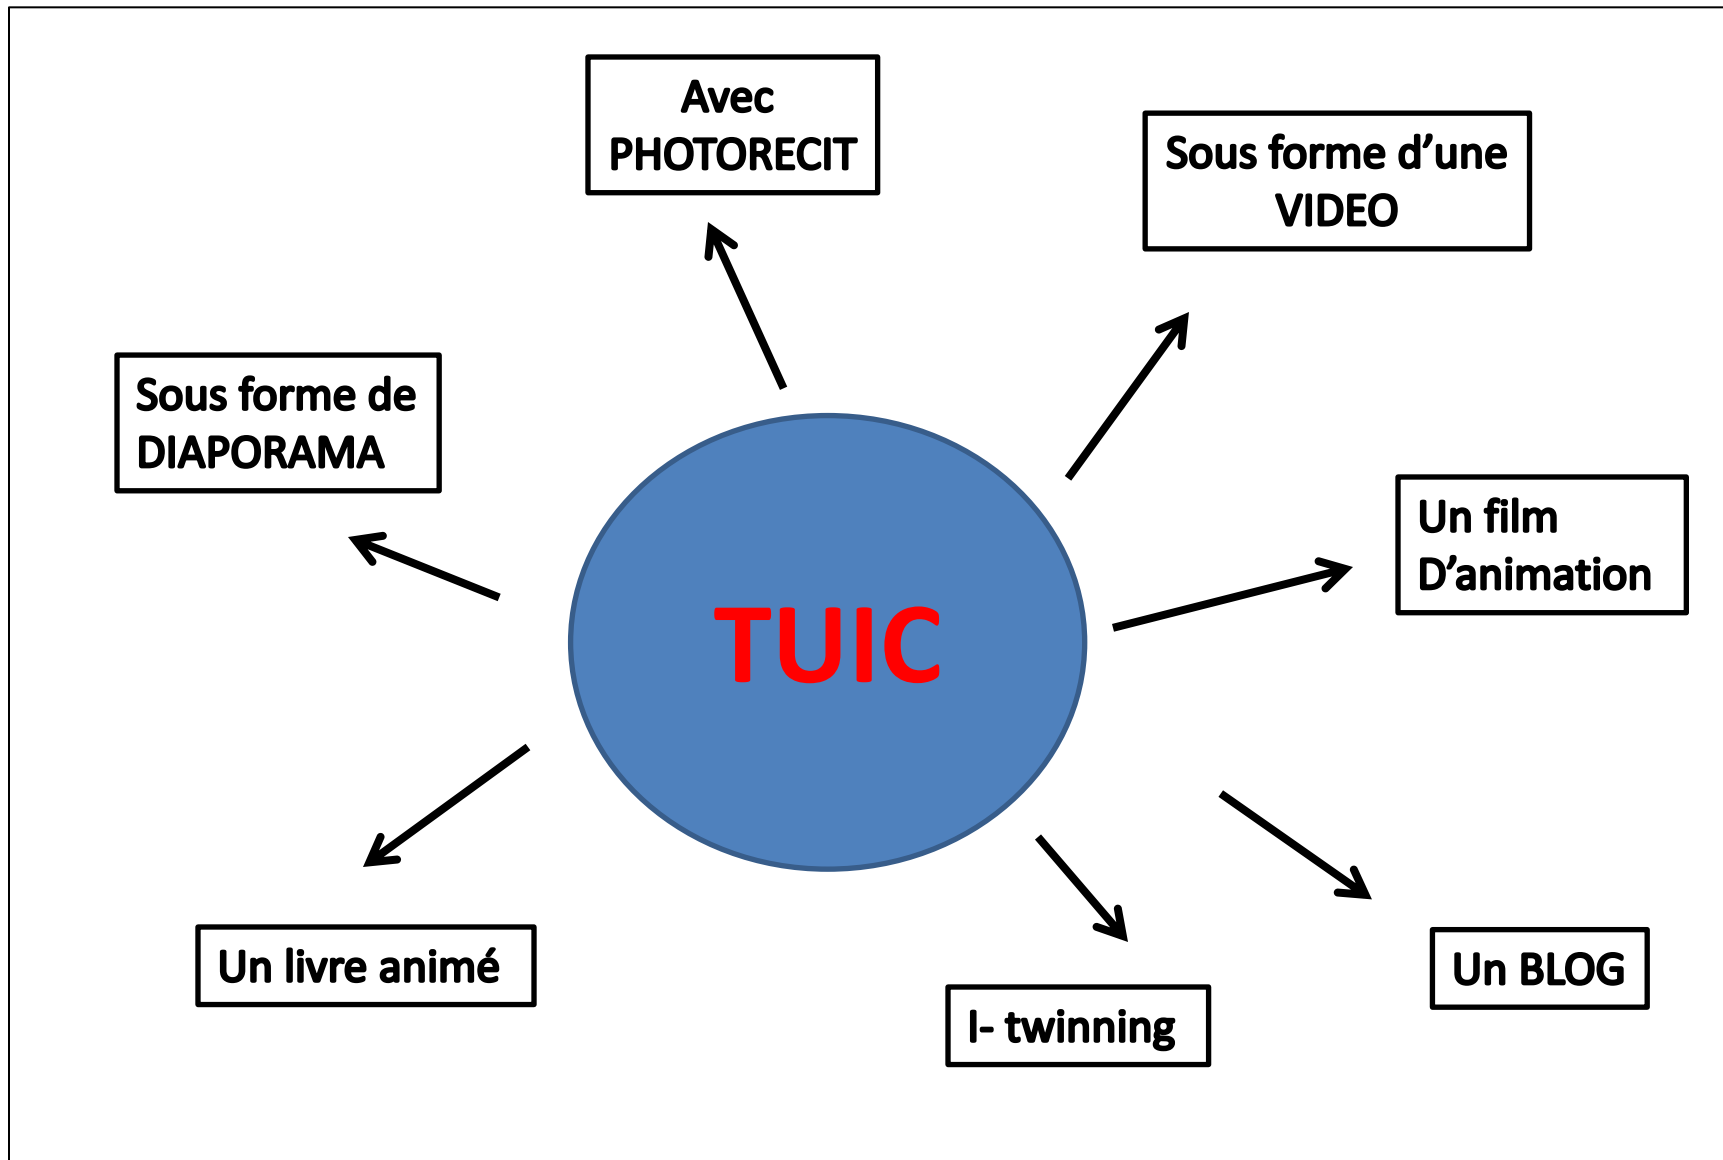 Avec
PHOTORECIT
Sous forme d’une
VIDEO
Sous forme de
DIAPORAMA
Un film
D’animation
TUIC
Un livre animé
I- twinning
Un BLOG